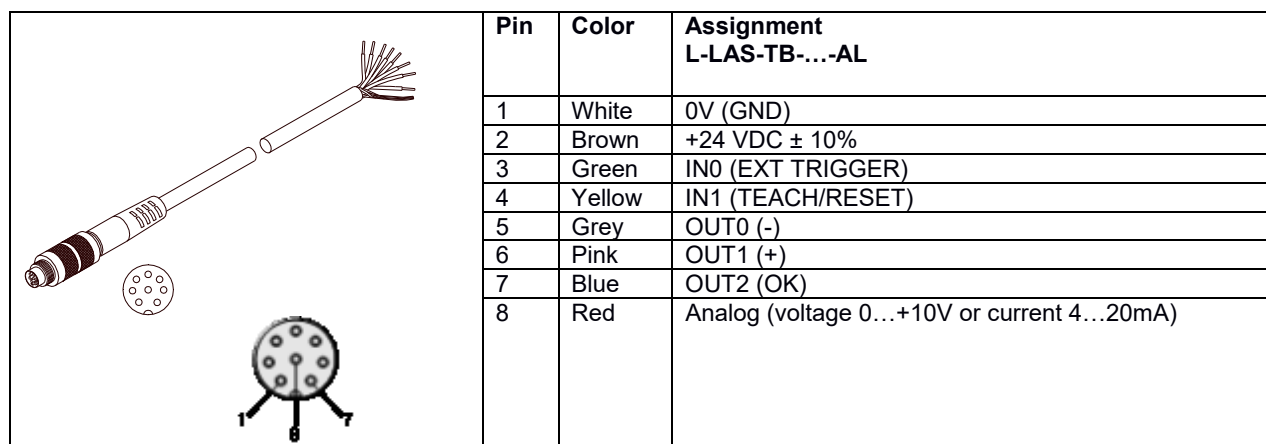 Pin Color Assignment
L-LAS-TB-…-AL
1 White 0V (GND)
2 Brown +24 VDC ± 10%
3 Green IN0 (EXT TRIGGER)
4 Yellow IN1 (TEACH/RESET)
5 Grey OUT0 (-)
6 Pink OUT1 (+)
7 Blue OUT2 (OK)
8 Red Analog (voltage 0…+10V or current 4…20mA)
1 8 7